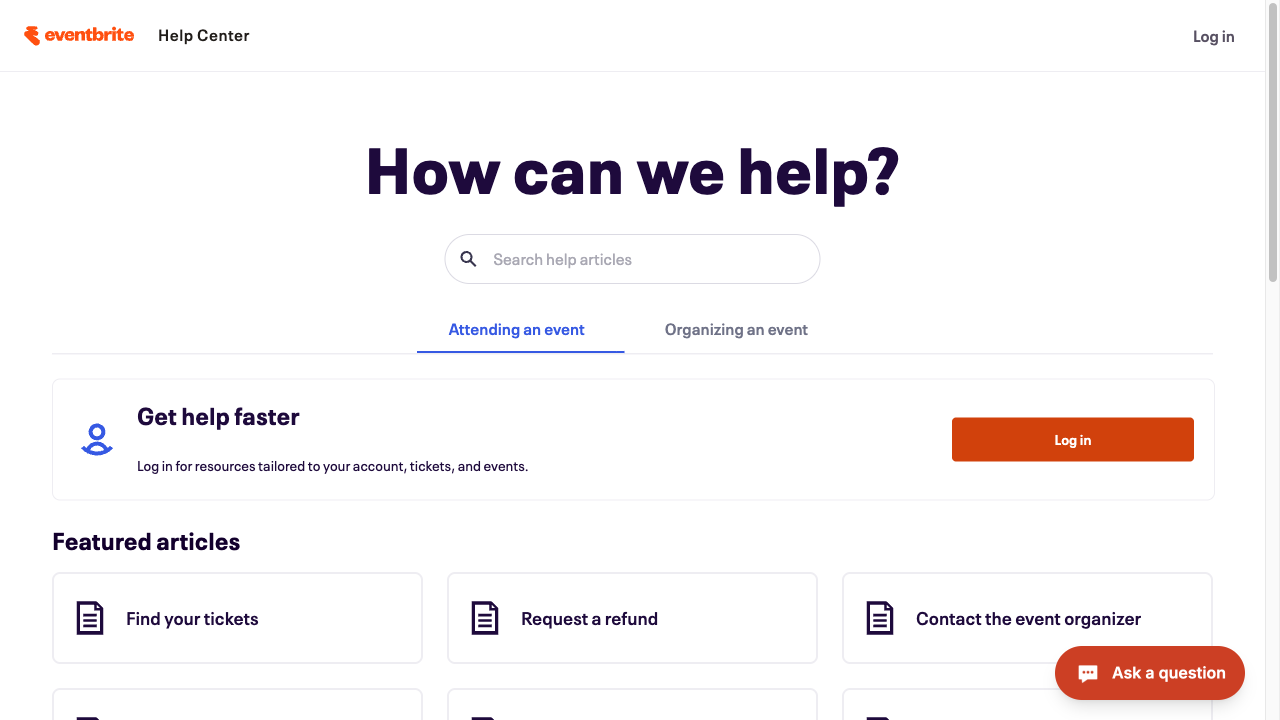 eventbrite Help Center Log in
How can we help?
Search help articles
Attending an event Organizing an event
Get help faster
Log in for resources tailored to your account, tickets, and events.
Log in
Featured articles
Find your tickets
Request a refund
Contact the event organizer
Ask a question